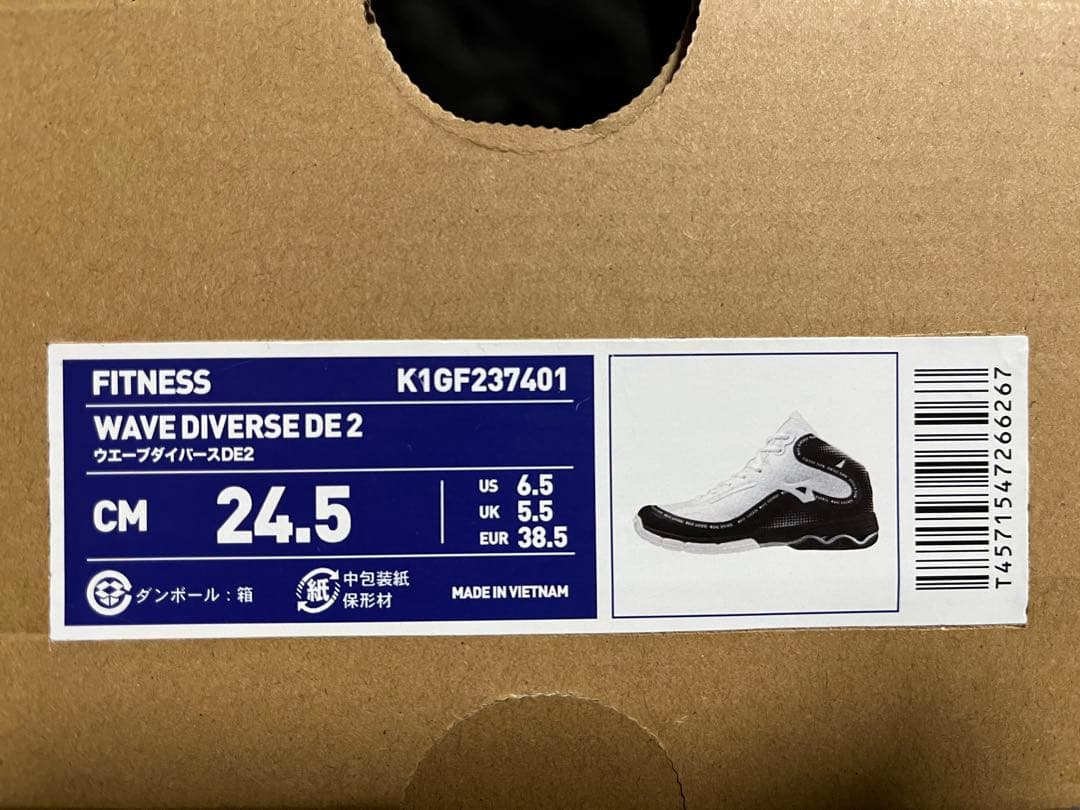 FITNESS K1GF237401
WAVE DIVERSE DE 2
ウエーブダイバースDE2
CM 24.5
US 6.5
UK 5.5
EUR 38.5
ダンボール：箱
紙
中包装紙
保形材
MADE IN VIETNAM
T4571547266267